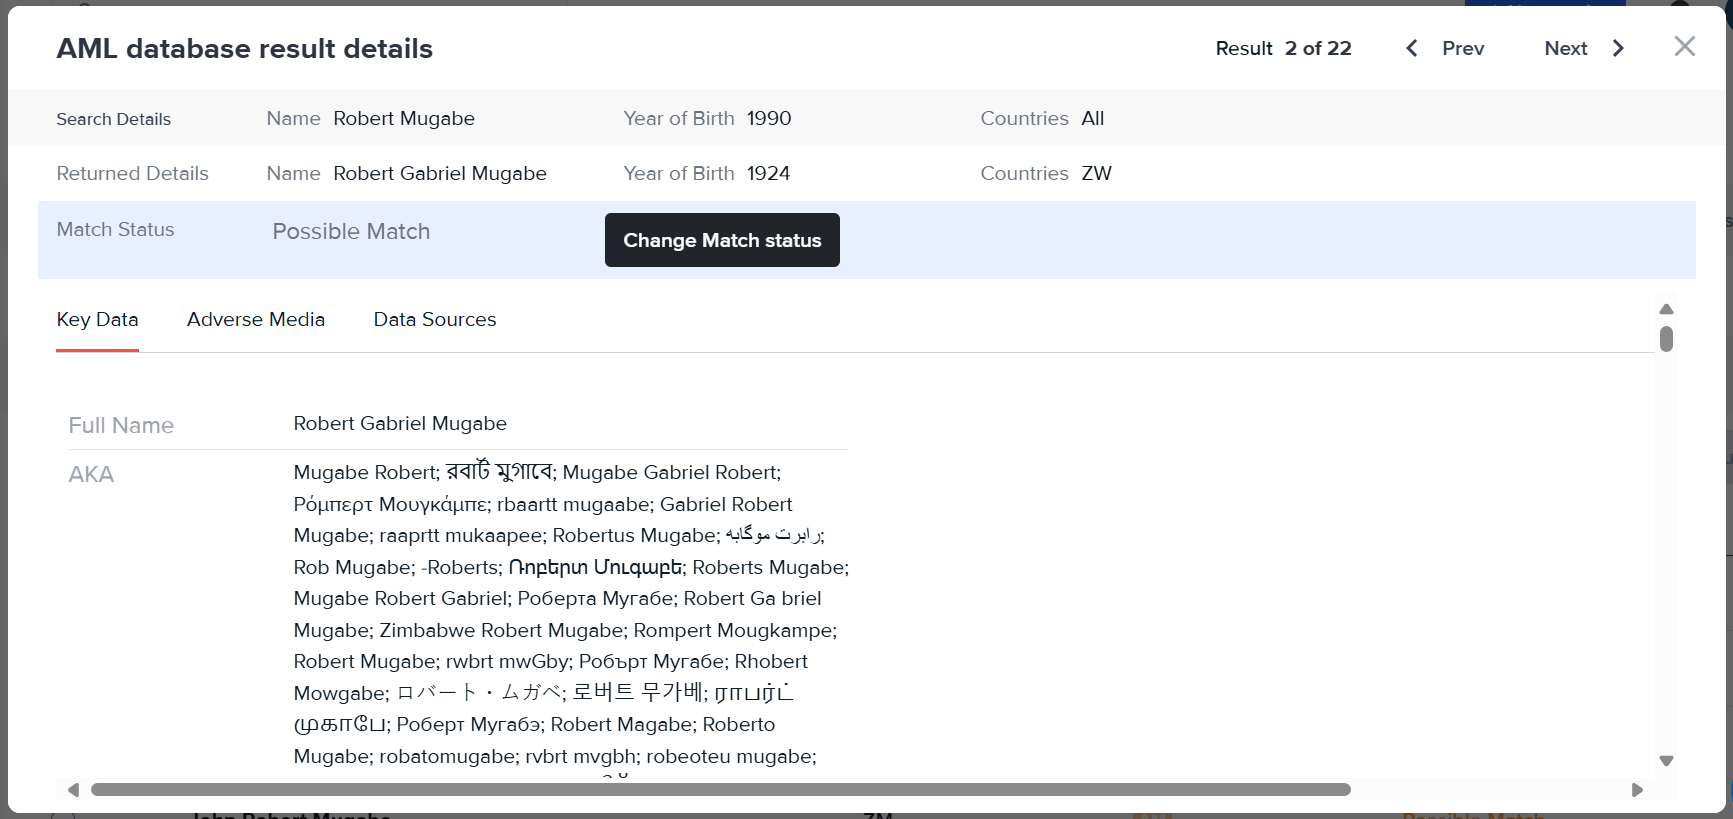 AML database result details
Result 2 of 22 Prev Next
Search Details Name Robert Mugabe Year of Birth 1990 Countries All
Returned Details Name Robert Gabriel Mugabe Year of Birth 1924 Countries ZW
Match Status Possible Match Change Match status
Key Data Adverse Media Data Sources
Full Name Robert Gabriel Mugabe
AKA Mugabe Robert; রবার্ট মুগাবে; Mugabe Gabriel Robert;
Ρόμπερτ Μουγκάμπε; rbaartt mugaabe; Gabriel Robert
Mugabe; raaprtt mukaapee; Robertus Mugabe; رابرت موگابه;
Rob Mugabe; -Roberts; Ռոբերտ Մուգաբե; Roberts Mugabe;
Mugabe Robert Gabriel; Роберта Мугабе; Robert Ga briel
Mugabe; Zimbabwe Robert Mugabe; Rompert Mougkampe;
Robert Mugabe; rwbrt mwGby; Робърт Мугабе; Rhobert
Mowgabe; ロバート・ムガベ; 로버트 무가베; ராபர்ட்
முகாபே; Роберт Мугабэ; Robert Magabe; Roberto
Mugabe; robatomugabe; rvbrt mvgbh; robeoteu mugabe;
John Robert Mugabe ZM Possible Match